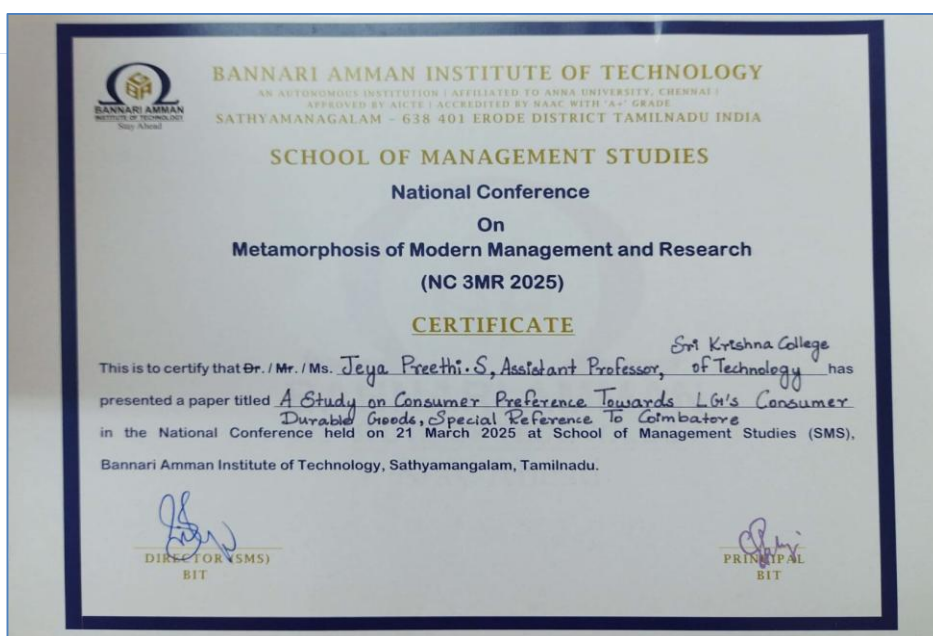 BANNARI AMMAN INSTITUTE OF TECHNOLOGY
AN AUTONOMOUS INSTITUTION | AFFILIATED TO ANNA UNIVERSITY, CHENNAI |
APPROVED BY AICTE | ACCREDITED BY NAAC WITH 'A+' GRADE
SATHYAMANAGALAM - 638 401 ERODE DISTRICT TAMILNADU INDIA
BANNARI AMMAN
INSTITUTE OF TECHNOLOGY
Stay Ahead
SCHOOL OF MANAGEMENT STUDIES
National Conference
On
Metamorphosis of Modern Management and Research
(NC 3MR 2025)
CERTIFICATE
Sri Krishna College
This is to certify that Dr. / Mr. / Ms. Jeya Preethi.S, Assistant Professor, of Technology has
presented a paper titled A Study on Consumer Preference Towards LG's Consumer
Durable Goods, Special Reference To Coimbatore
in the National Conference held on 21 March 2025 at School of Management Studies (SMS),
Bannari Amman Institute of Technology, Sathyamangalam, Tamilnadu.
DIRECTOR (SMS)
BIT
PRINCIPAL
BIT